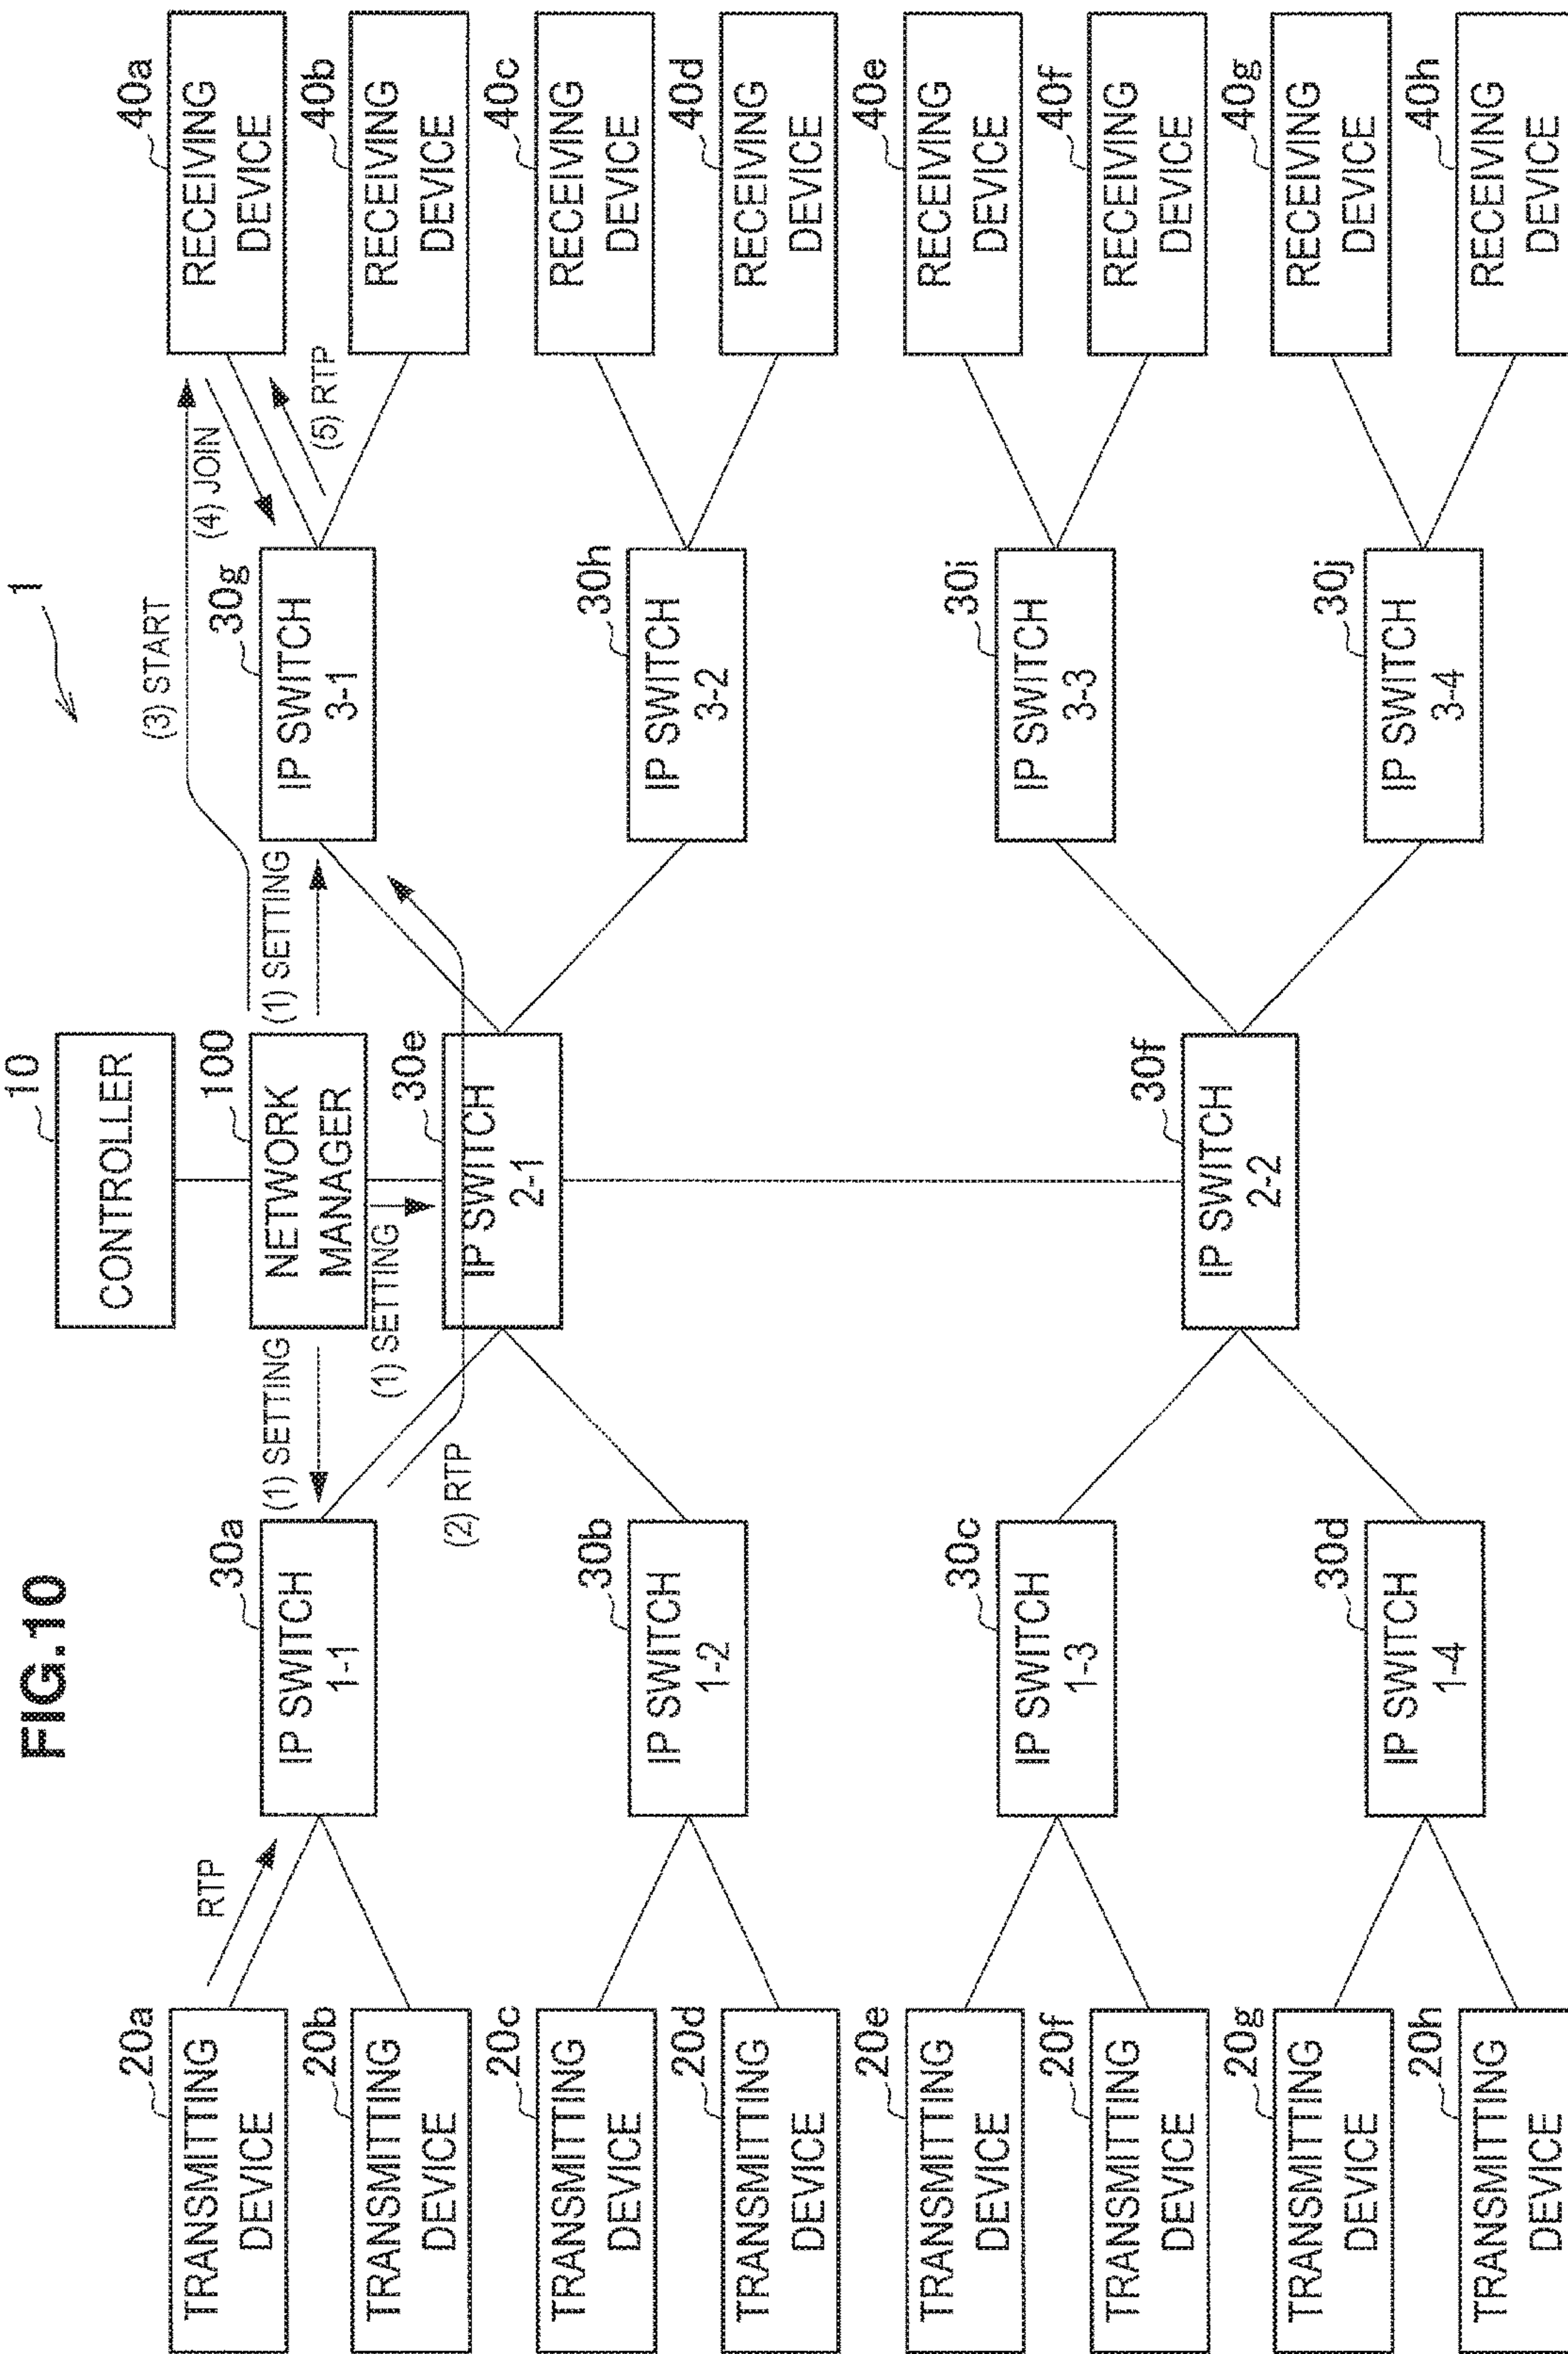 FIG.10
1
10
CONTROLLER
100
NETWORK
MANAGER
(1) SETTING
(1) SETTING
(1) SETTING
(2) RTP
(3) START
(4) JOIN
(5) RTP
RTP
20a
TRANSMITTING
DEVICE
20b
TRANSMITTING
DEVICE
20c
TRANSMITTING
DEVICE
20d
TRANSMITTING
DEVICE
20e
TRANSMITTING
DEVICE
20f
TRANSMITTING
DEVICE
20g
TRANSMITTING
DEVICE
20h
TRANSMITTING
DEVICE
30a
IP SWITCH
1-1
30b
IP SWITCH
1-2
30c
IP SWITCH
1-3
30d
IP SWITCH
1-4
30e
IP SWITCH
2-1
30f
IP SWITCH
2-2
30g
IP SWITCH
3-1
30h
IP SWITCH
3-2
30i
IP SWITCH
3-3
30j
IP SWITCH
3-4
40a
RECEIVING
DEVICE
40b
RECEIVING
DEVICE
40c
RECEIVING
DEVICE
40d
RECEIVING
DEVICE
40e
RECEIVING
DEVICE
40f
RECEIVING
DEVICE
40g
RECEIVING
DEVICE
40h
RECEIVING
DEVICE